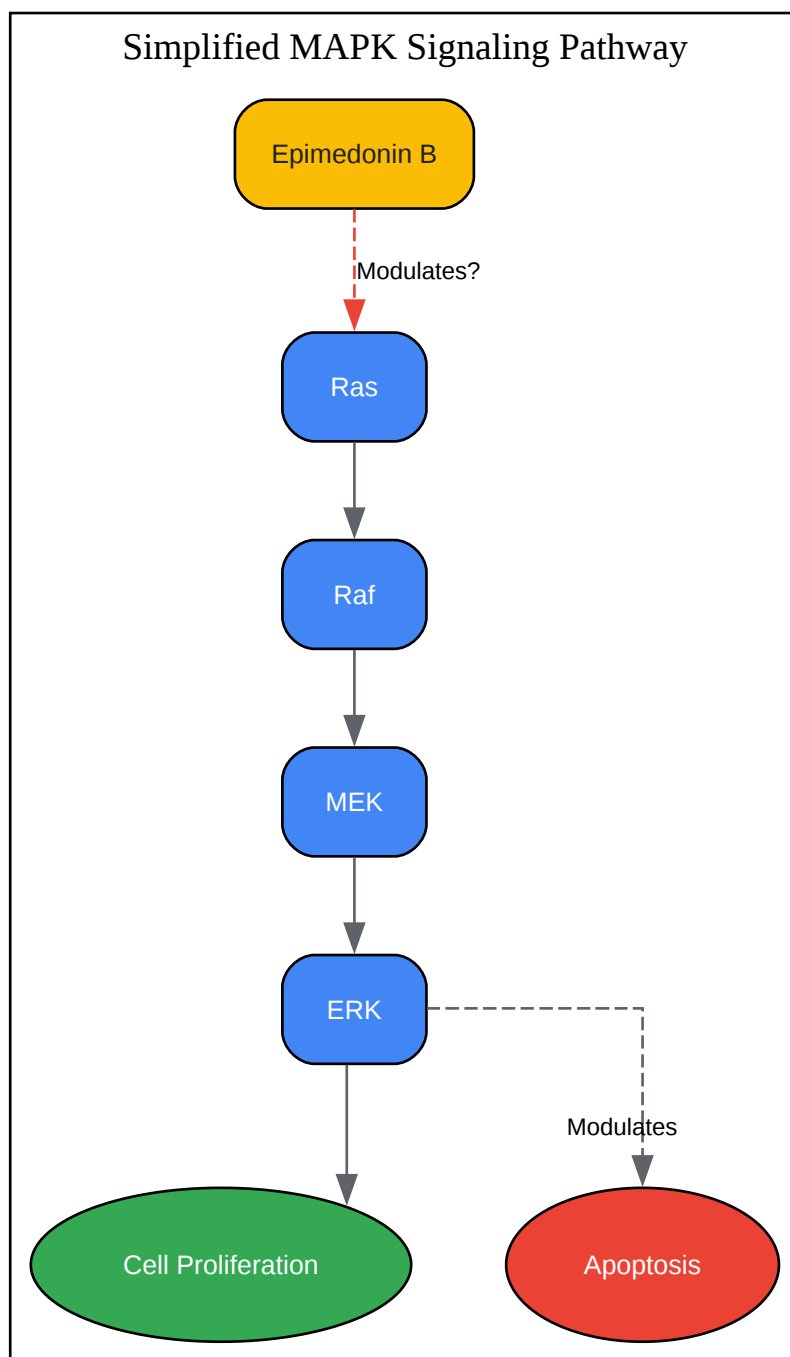 Simplified MAPK Signaling Pathway
Epimedonin B
Modulates?
Ras
Raf
MEK
ERK
Modulates
Cell Proliferation
Apoptosis